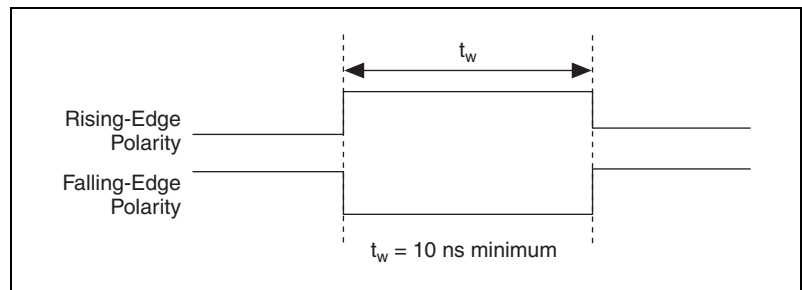 t_w
Rising-Edge
Polarity
Falling-Edge
Polarity
t_w = 10 ns minimum